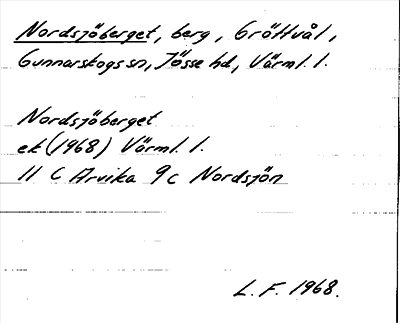 Nordsjöberget, berg, Gröttvål,
Gunnarskogs sn, Jösse hd, Värml. l.
Nordsjöberget
ek (1968) Värml. l.
11 C Arvika 9c Nordsjön
L. F. 1968.